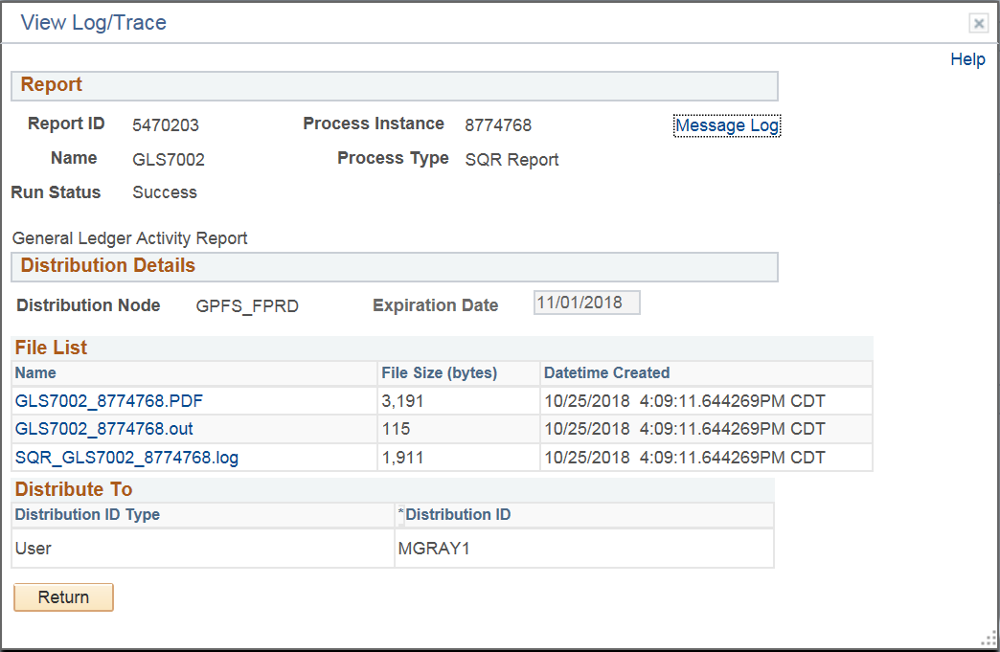 View Log/Trace
Help
Report
Report ID 5470203 Process Instance 8774768 Message Log
Name GLS7002 Process Type SQR Report
Run Status Success
General Ledger Activity Report
Distribution Details
Distribution Node GPFS_FPRD Expiration Date 11/01/2018
File List
Name File Size (bytes) Datetime Created
GLS7002_8774768.PDF 3,191 10/25/2018 4:09:11.644269PM CDT
GLS7002_8774768.out 115 10/25/2018 4:09:11.644269PM CDT
SQR_GLS7002_8774768.log 1,911 10/25/2018 4:09:11.644269PM CDT
Distribute To
Distribution ID Type *Distribution ID
User MGRAY1
Return